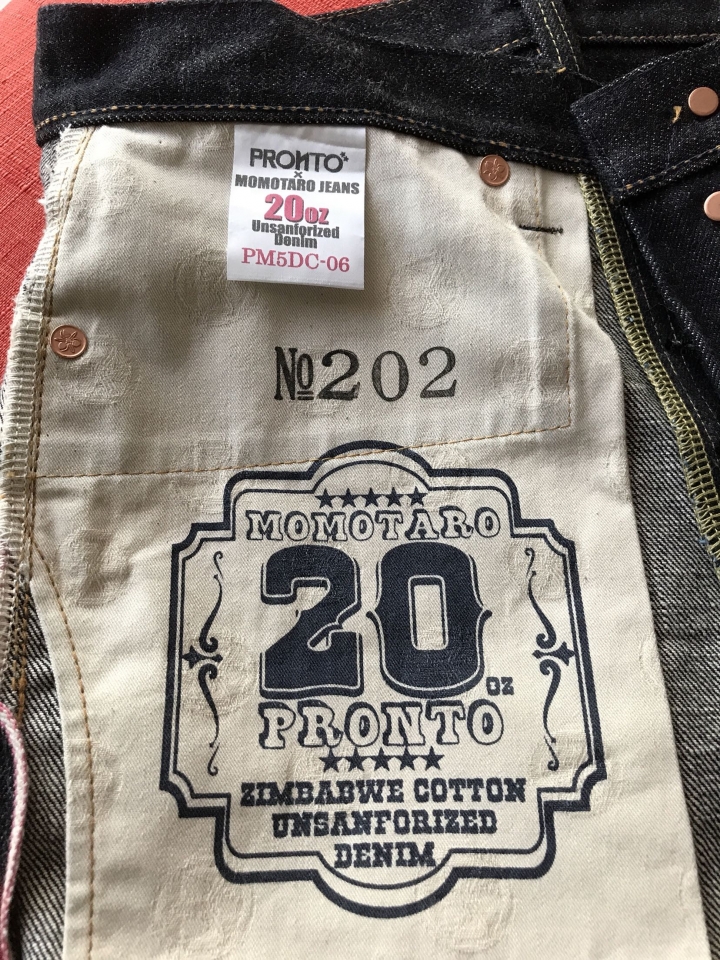 PRONTO
×
MOMOTARO JEANS
20oz
Unsanforized
Denim
PM5DC-06
№202
★★★★★
MOMOTARO
20
OZ
PRONTO
★★★★★
ZIMBABWE COTTON
UNSANFORIZED
DENIM